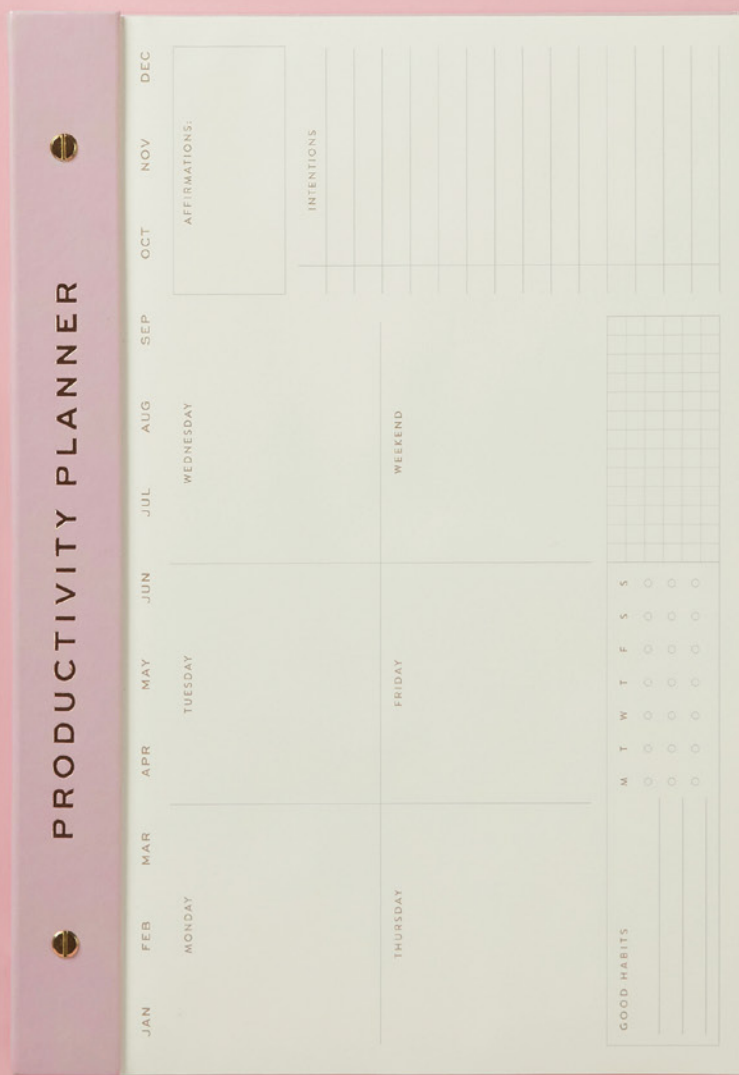 PRODUCTIVITY PLANNER
JAN FEB MAR APR MAY JUN JUL AUG SEP OCT NOV DEC
MONDAY TUESDAY WEDNESDAY
AFFIRMATIONS:
THURSDAY FRIDAY WEEKEND
INTENTIONS
GOOD HABITS M T W T F S S